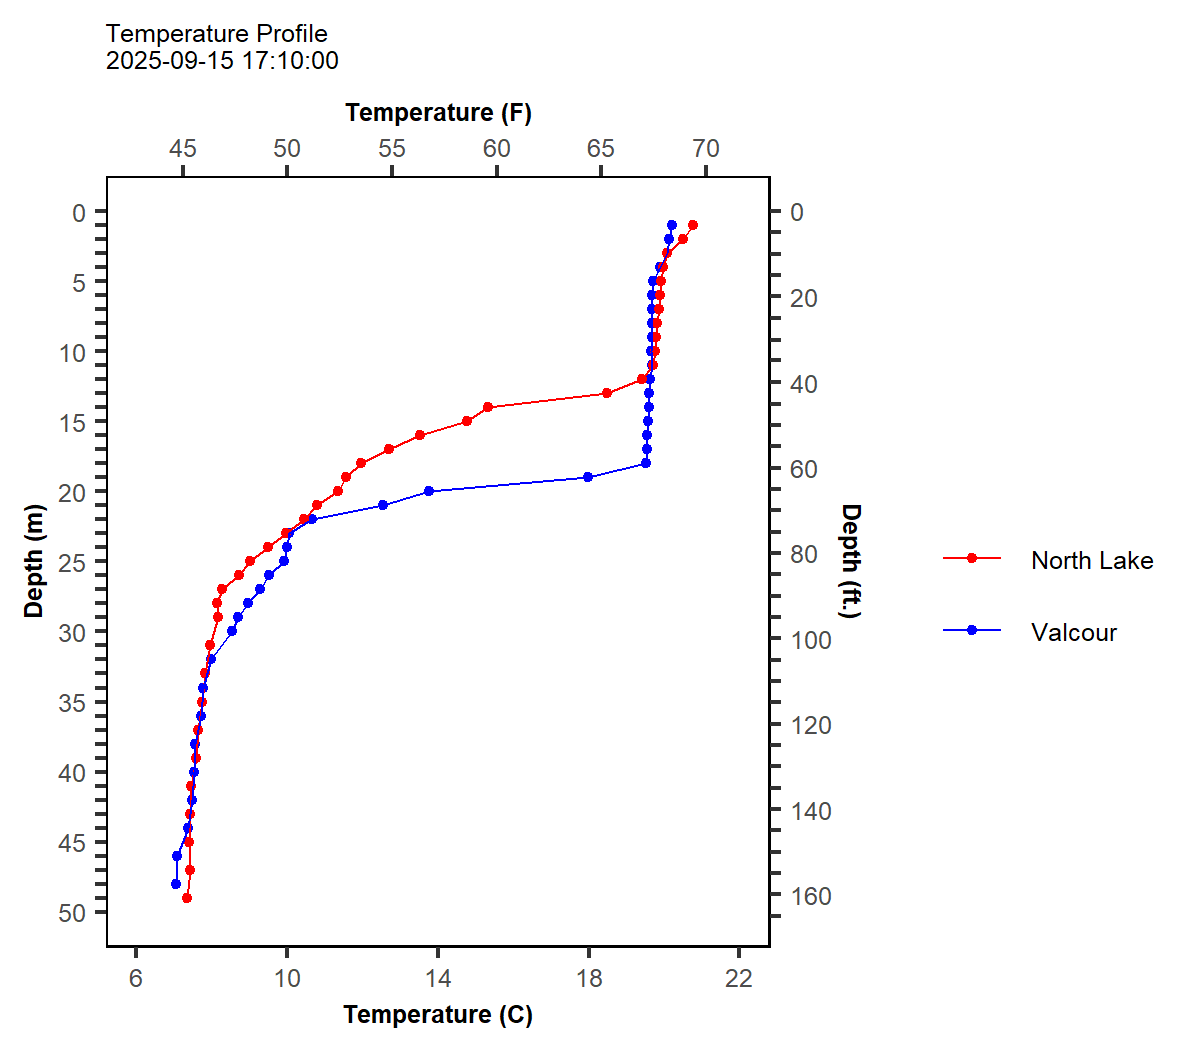 Temperature Profile
2025-09-15 17:10:00
Temperature (F)
45 50 55 60 65 70
0 0
5
20
10
40
15
60
20
Depth (m) Depth (ft.)
25 80
North Lake
30 100
Valcour
35
120
40
140
45
160
50
6 10 14 18 22
Temperature (C)